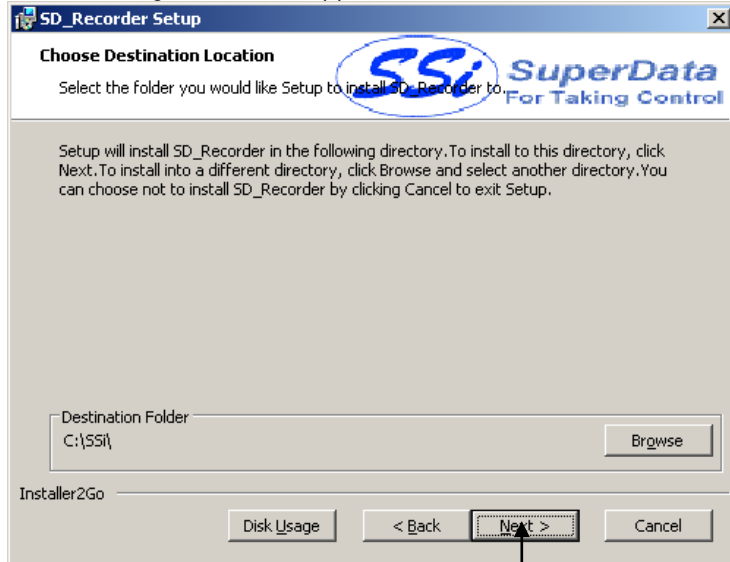 SD_Recorder Setup
Choose Destination Location
Select the folder you would like Setup to install SD_Recorder to.
SSi SuperData
For Taking Control
Setup will install SD_Recorder in the following directory.To install to this directory, click
Next.To install into a different directory, click Browse and select another directory.You
can choose not to install SD_Recorder by clicking Cancel to exit Setup.
Destination Folder
C:\SSi\
Browse
Installer2Go
Disk Usage
< Back
Next >
Cancel